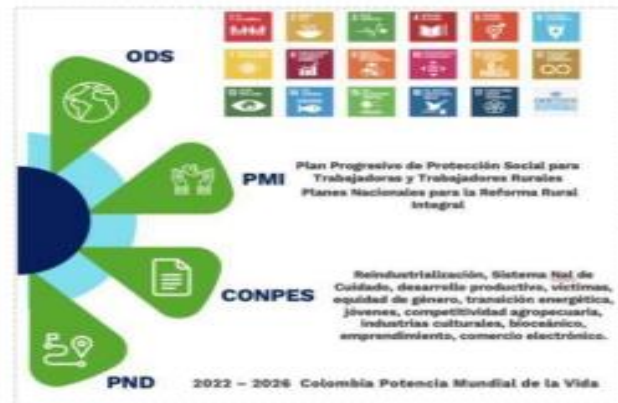 ODS
PMI
Plan Progresivo de Protección Social para
Trabajadoras y Trabajadores Rurales
Planes Nacionales para la Reforma Rural
Integral
CONPES
Reindustrialización, Sistema Nal de
Cuidado, desarrollo productivo, víctimas,
equidad de género, transición energética,
jóvenes, competitividad agropecuaria,
industrias culturales, bioceánico,
emprendimiento, comercio electrónico.
PND
2022 – 2026 Colombia Potencia Mundial de la Vida